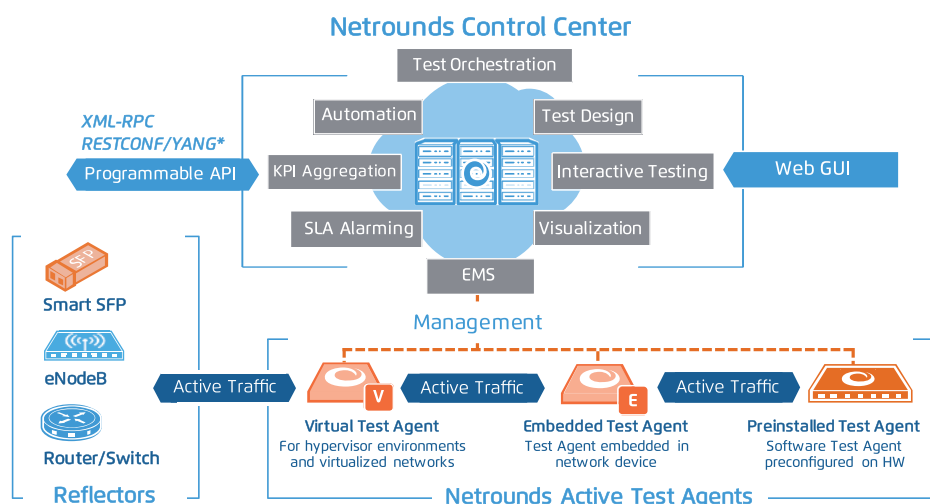 Netrounds Control Center
Test Orchestration
Automation
Test Design
XML-RPC
RESTCONF/YANG*
Programmable API
KPI Aggregation
Interactive Testing
Web GUI
SLA Alarming
Visualization
EMS
SFP
Smart SFP
Management
eNodeB
Active Traffic
V
Active Traffic
E
Active Traffic
Virtual Test Agent
For hypervisor environments
and virtualized networks
Embedded Test Agent
Test Agent embedded in
network device
Preinstalled Test Agent
Software Test Agent
preconfigured on HW
Router/Switch
Reflectors
Netrounds Active Test Agents